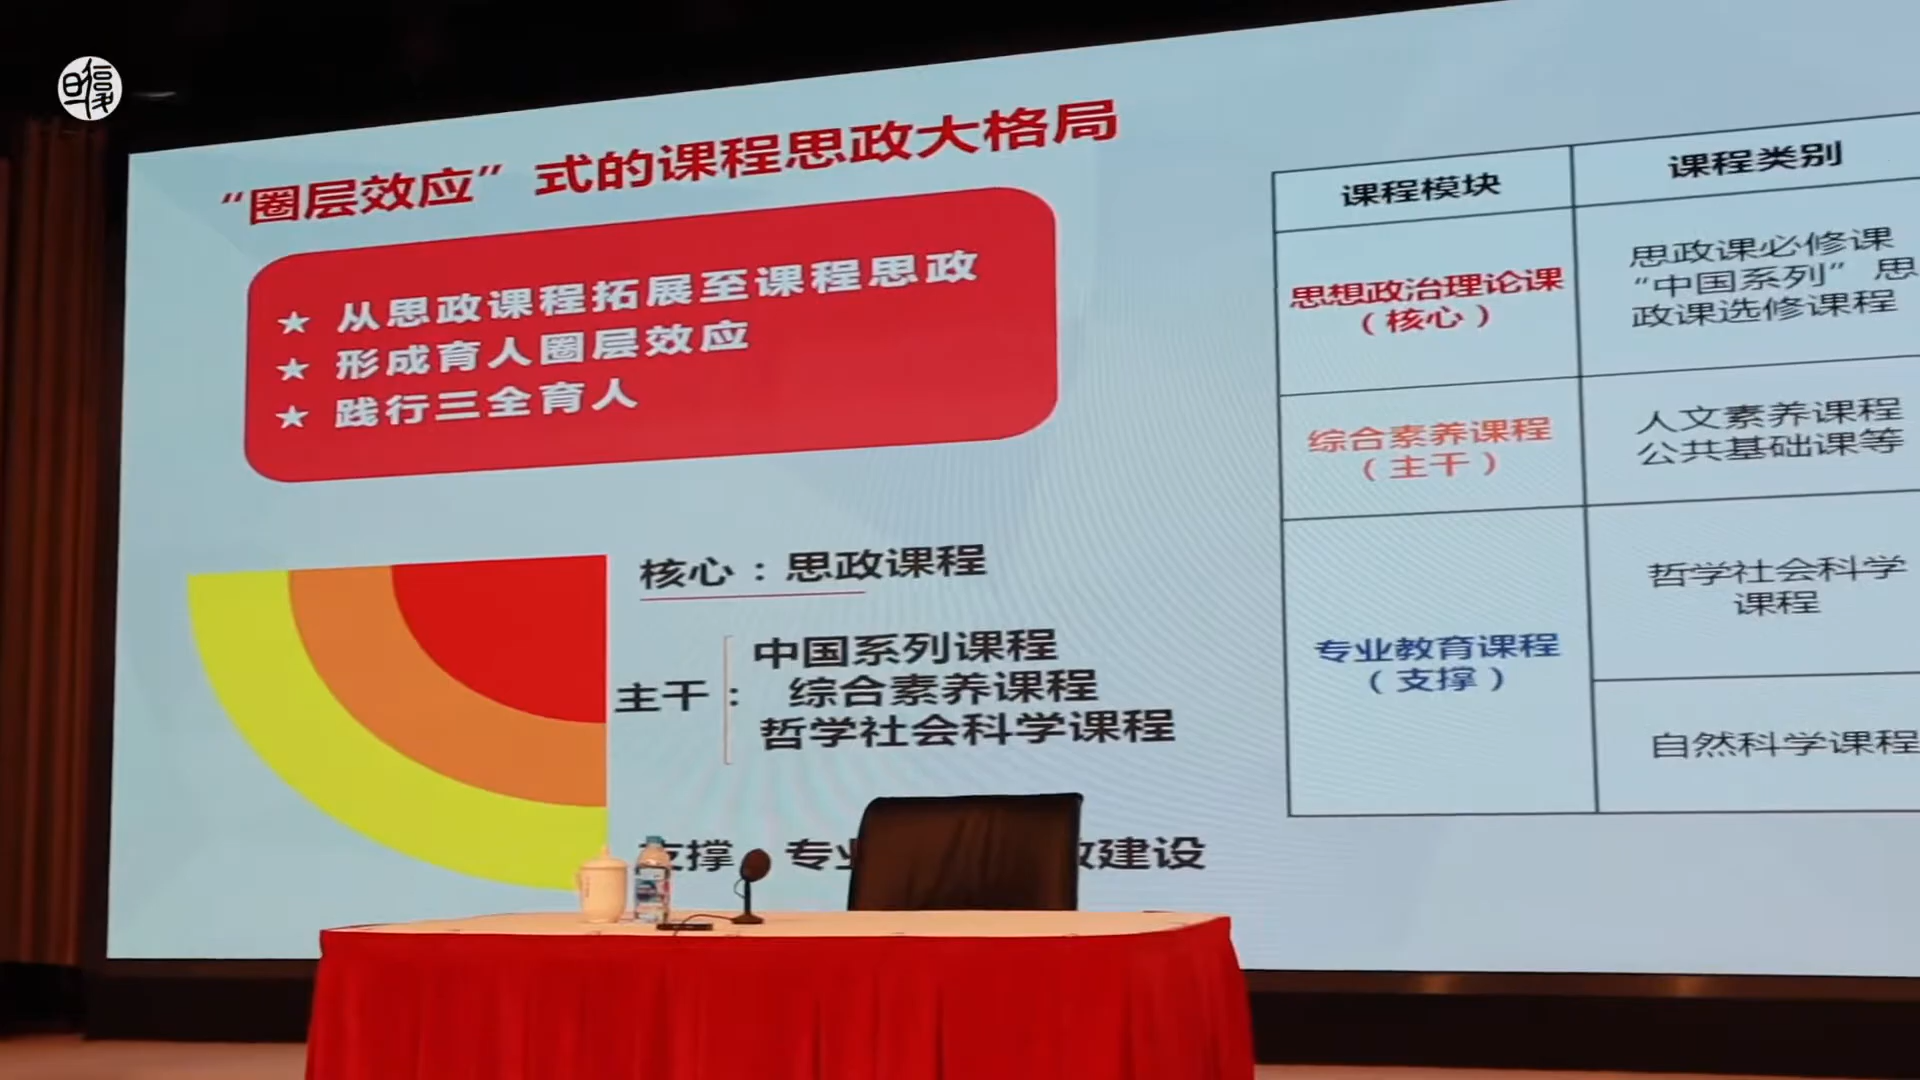 “圈层效应”式的课程思政大格局
★ 从思政课程拓展至课程思政
★ 形成育人圈层效应
★ 践行三全育人
核心：思政课程
主干：
中国系列课程
综合素养课程
哲学社会科学课程
支撑 专业
建设
课程模块
课程类别
思想政治理论课
（核心）
思政课必修课
“中国系列”思
政课选修课程
综合素养课程
（主干）
人文素养课程
公共基础课等
专业教育课程
（支撑）
哲学社会科学
课程
自然科学课程